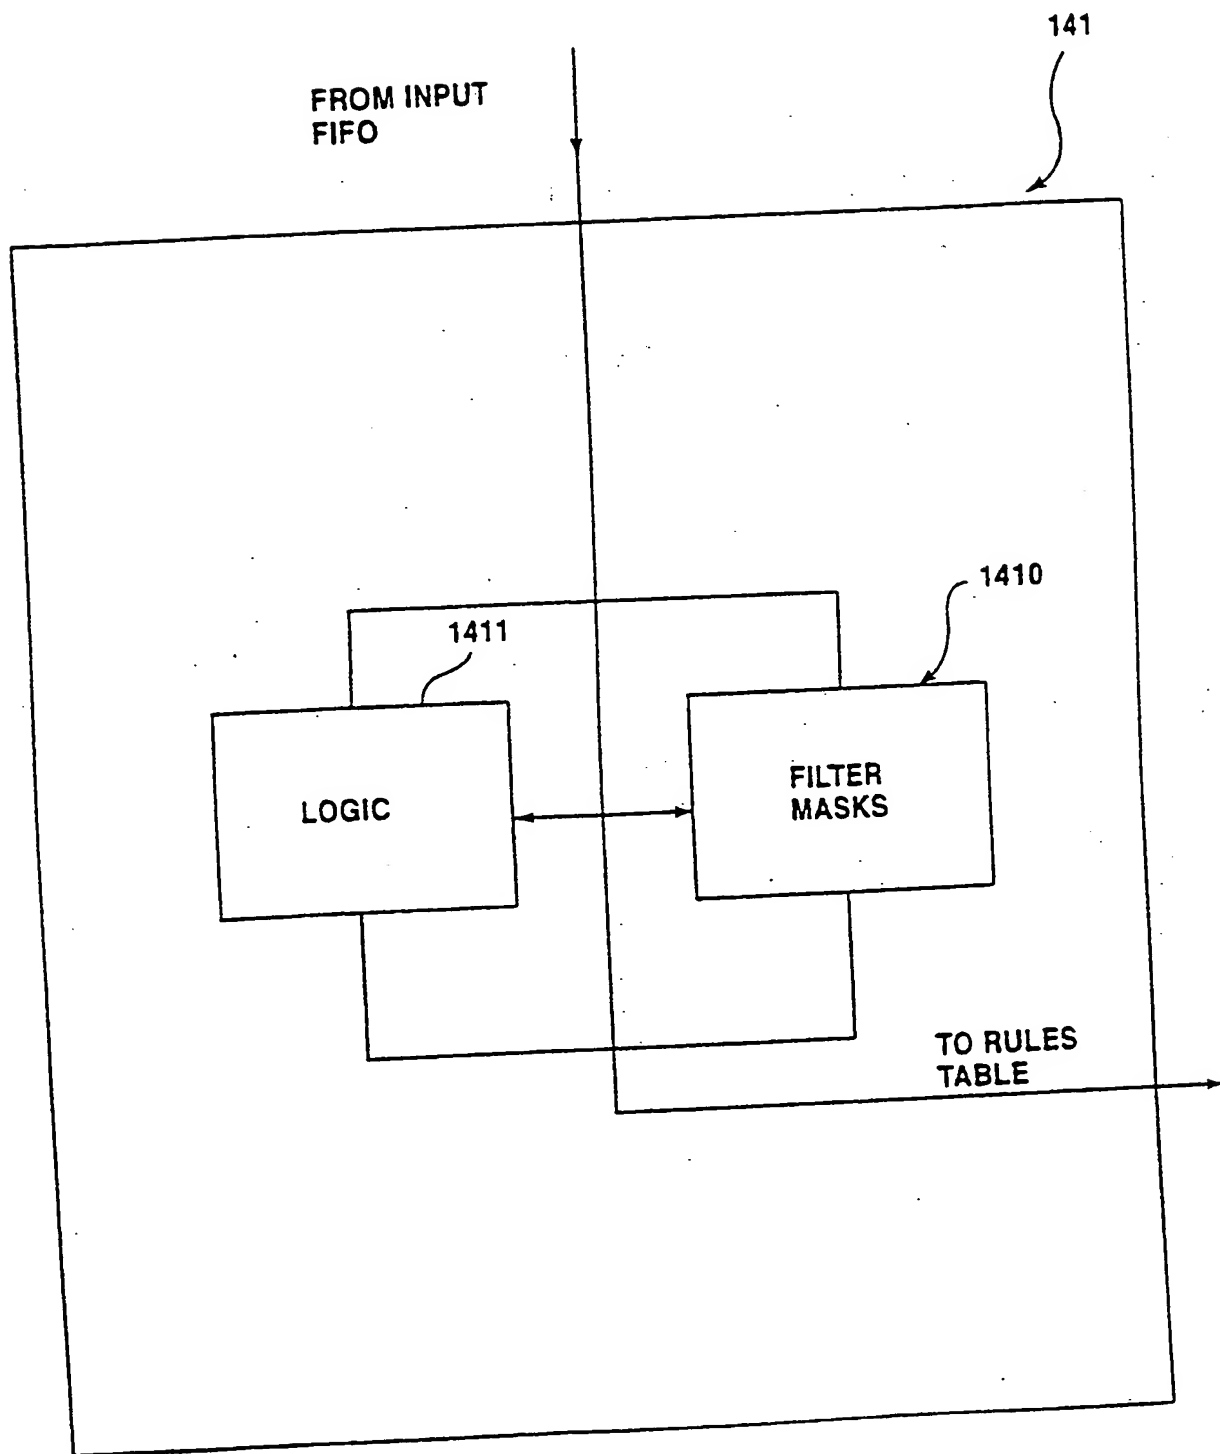 141
FROM INPUT
FIFO
1410
1411
LOGIC
FILTER
MASKS
TO RULES
TABLE